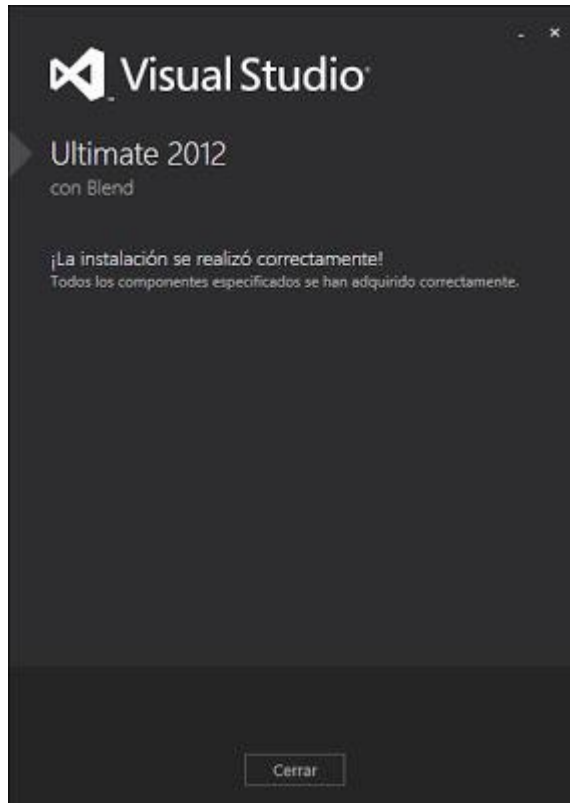 Visual Studio
Ultimate 2012
con Blend
¡La instalación se realizó correctamente!
Todos los componentes especificados se han adquirido correctamente.
Cerrar